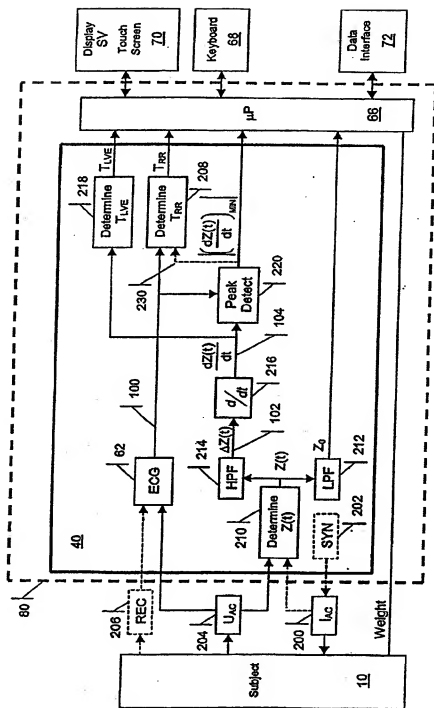 Display
SV
Touch
Screen
70
Keyboard
68
Data
Interface
72
µP
66
218
Determine
T_LVE
T_LVE
Determine
T_RR
T_RR
208
230
|(dZ(t)/dt)_MIN|
Peak
Detect
220
dZ(t)/dt
104
100
d/dt
216
ΔZ(t)
102
62
ECG
214
HPF
Z(t)
Z_0
LPF
212
210
Determine
Z(t)
SYN
202
40
80
REC
206
U_AC
204
I_AC
200
Weight
Subject
10